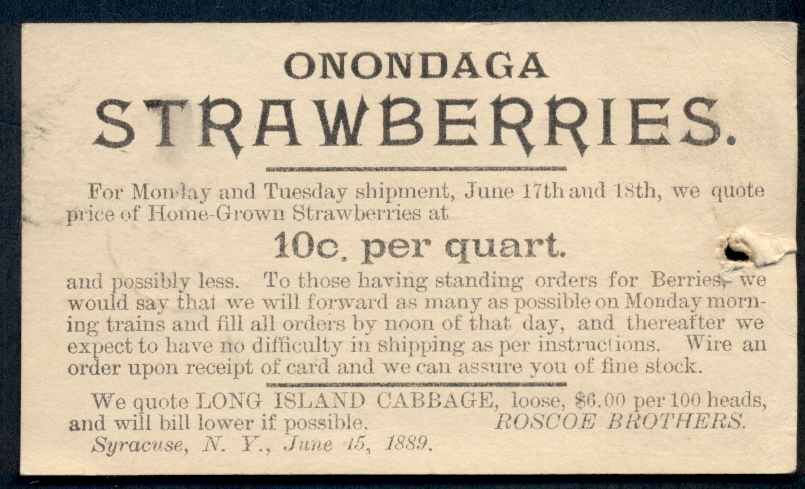 ONONDAGA
STRAWBERRIES.
For Monday and Tuesday shipment, June 17th and 18th, we quote
price of Home-Grown Strawberries at
10c. per quart.
and possibly less. To those having standing orders for Berries, we
would say that we will forward as many as possible on Monday morn-
ing trains and fill all orders by noon of that day, and thereafter we
expect to have no difficulty in shipping as per instructions. Wire an
order upon receipt of card and we can assure you of fine stock.
We quote LONG ISLAND CABBAGE, loose, $6.00 per 100 heads,
and will bill lower if possible. ROSCOE BROTHERS.
Syracuse, N. Y., June 15, 1889.